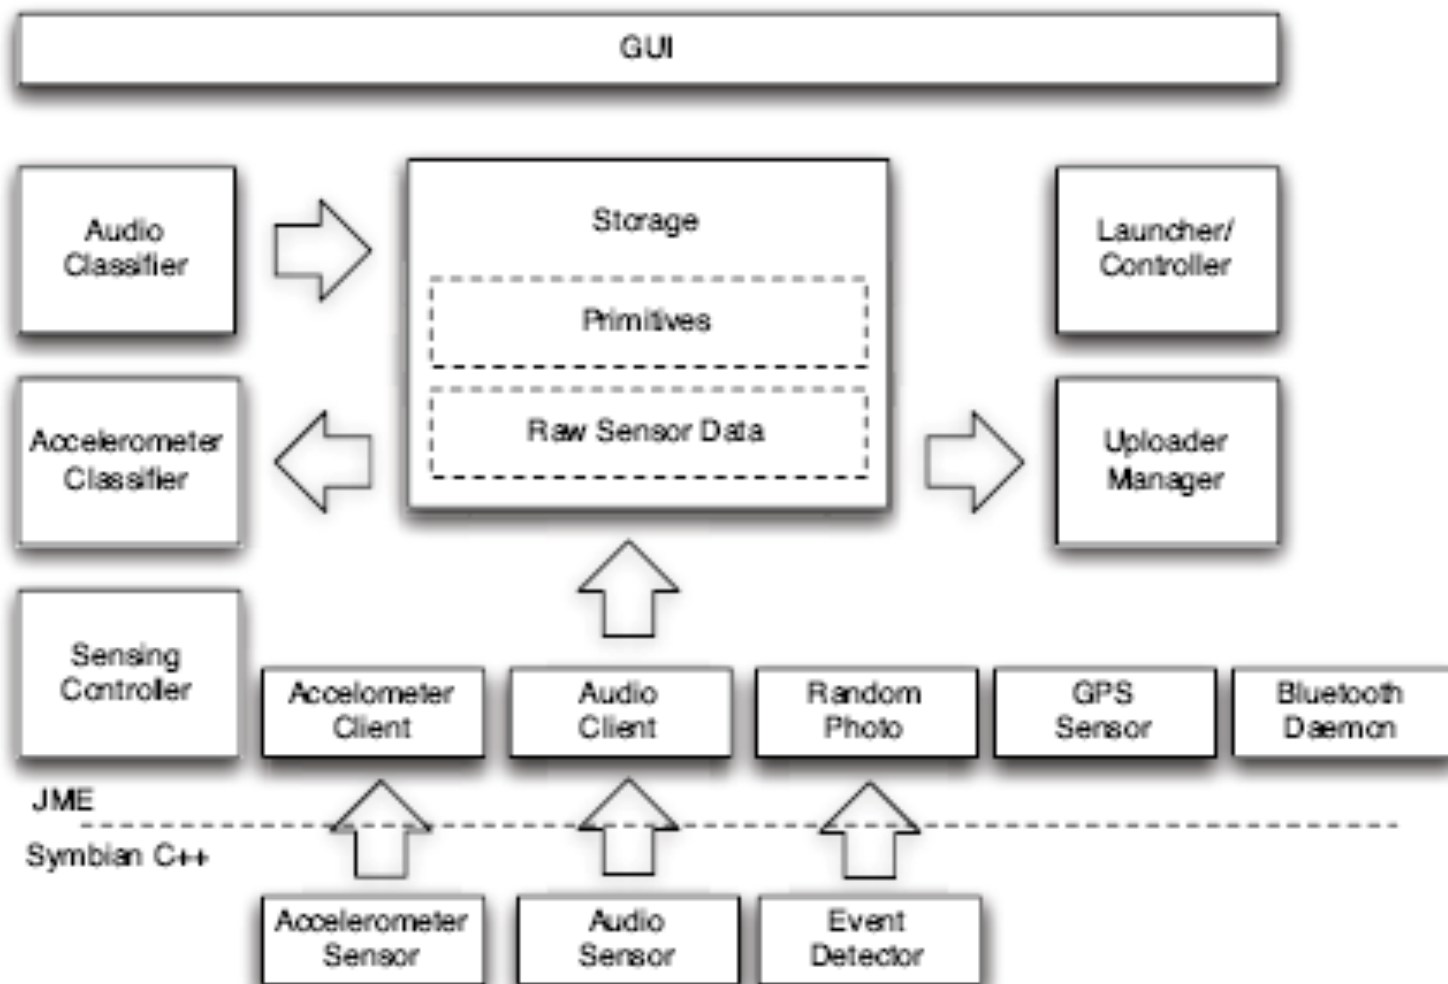 GUI
Audio
Classifier
Storage
Launcher/
Controller
Primitives
Accelerometer
Classifier
Raw Sensor Data
Uploader
Manager
Sensing
Controller
Accelometer
Client
Audio
Client
Random
Photo
GPS
Sensor
Bluetooth
Daemon
JME
Symbian C++
Accelerometer
Sensor
Audio
Sensor
Event
Detector